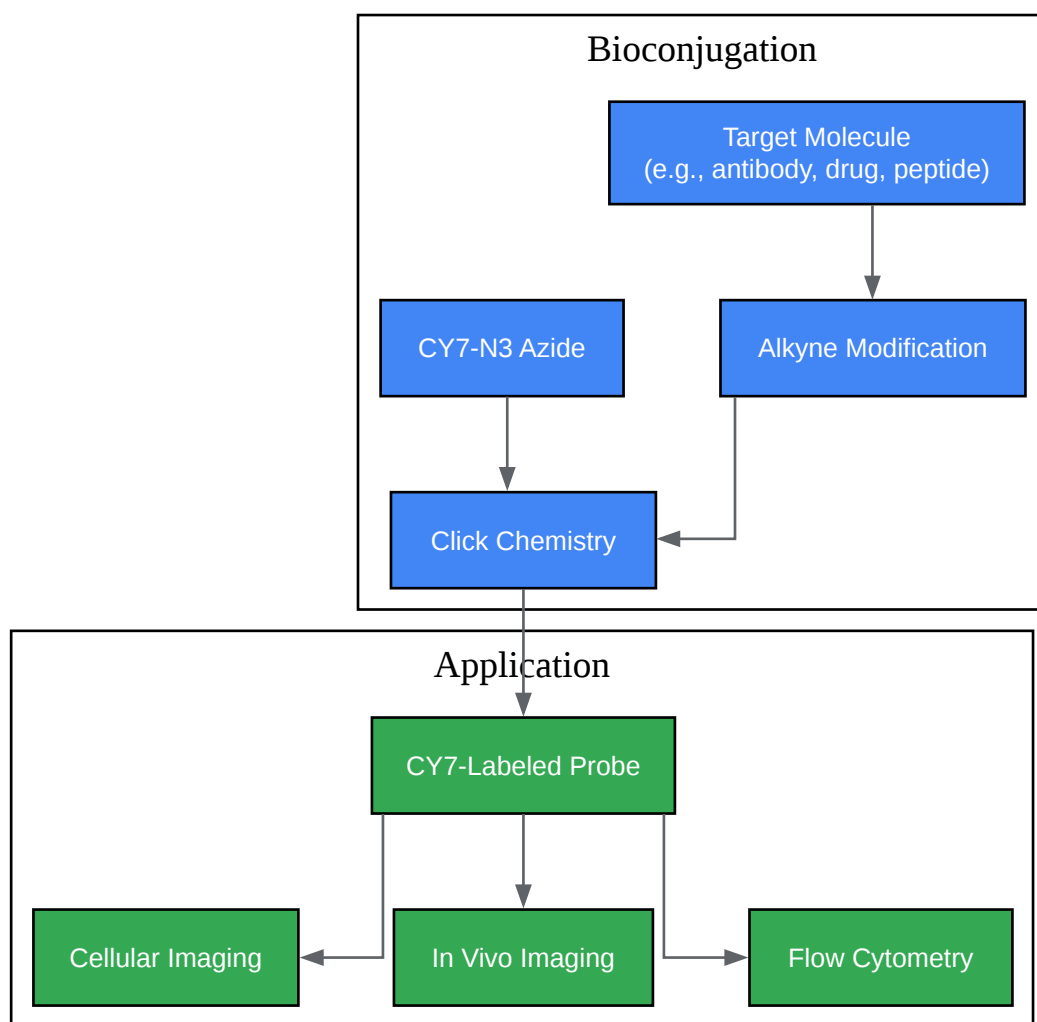 Bioconjugation
Target Molecule
(e.g., antibody, drug, peptide)
CY7-N3 Azide
Alkyne Modification
Click Chemistry
Application
CY7-Labeled Probe
Cellular Imaging
In Vivo Imaging
Flow Cytometry